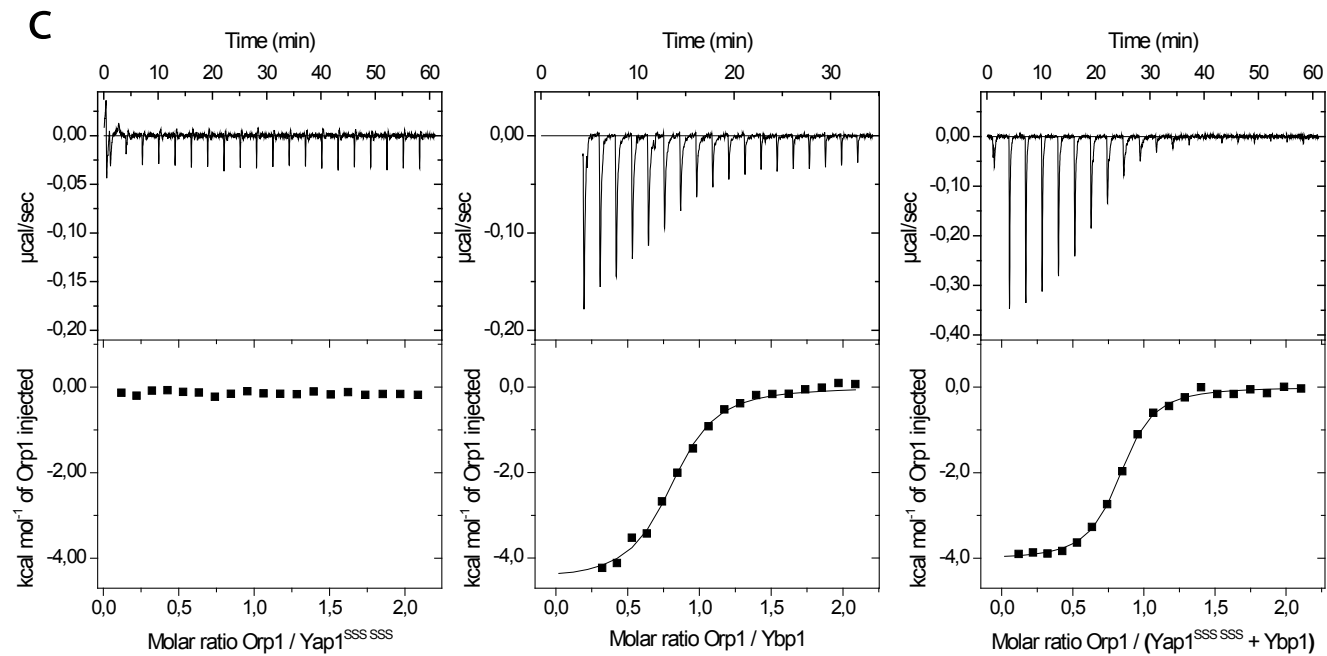 C
Time (min)
0 10 20 30 40 50 60
0,00
-0,05
-0,10
-0,15
-0,20
µcal/sec
0,00
-2,00
-4,00
kcal mol⁻¹ of Orp1 injected
0,0 0,5 1,0 1,5 2,0
Molar ratio Orp1 / Yap1^SSS SSS
Time (min)
0 10 20 30
0,00
-0,10
-0,20
µcal/sec
0,0
-2,0
-4,0
kcal mol⁻¹ of Orp1 injected
0,0 0,5 1,0 1,5 2,0
Molar ratio Orp1 / Ybp1
Time (min)
0 10 20 30 40 50 60
0,00
-0,10
-0,20
-0,30
-0,40
µcal/sec
0,0
-2,0
-4,0
kcal mol⁻¹ of Orp1 injected
0,0 0,5 1,0 1,5 2,0
Molar ratio Orp1 / (Yap1^SSS SSS + Ybp1)